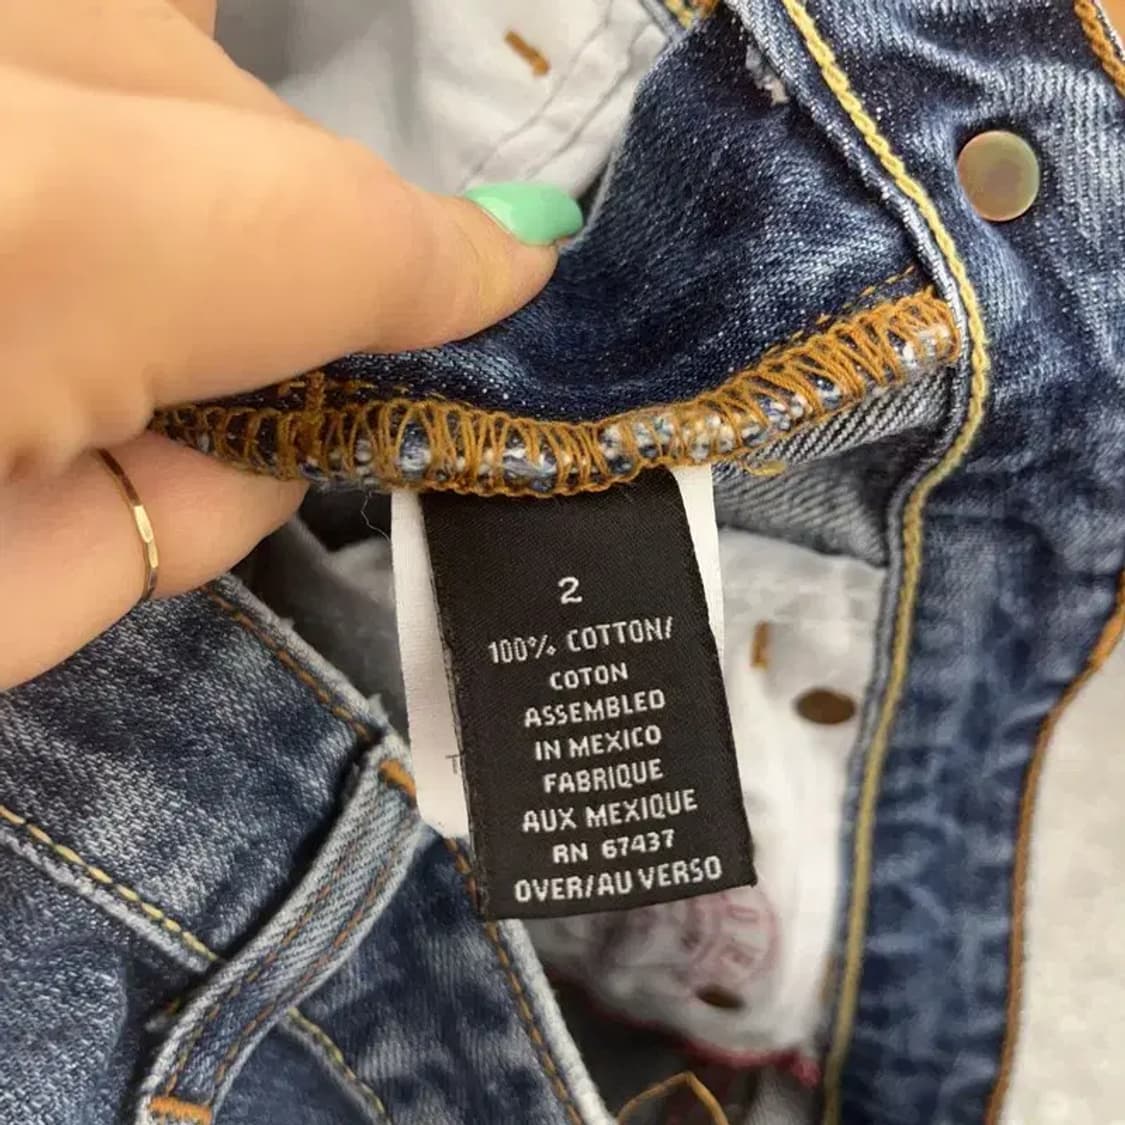 2
100% COTTON/
COTON
ASSEMBLED
IN MEXICO
FABRIQUE
AUX MEXIQUE
RN 67437
OVER/AU VERSO